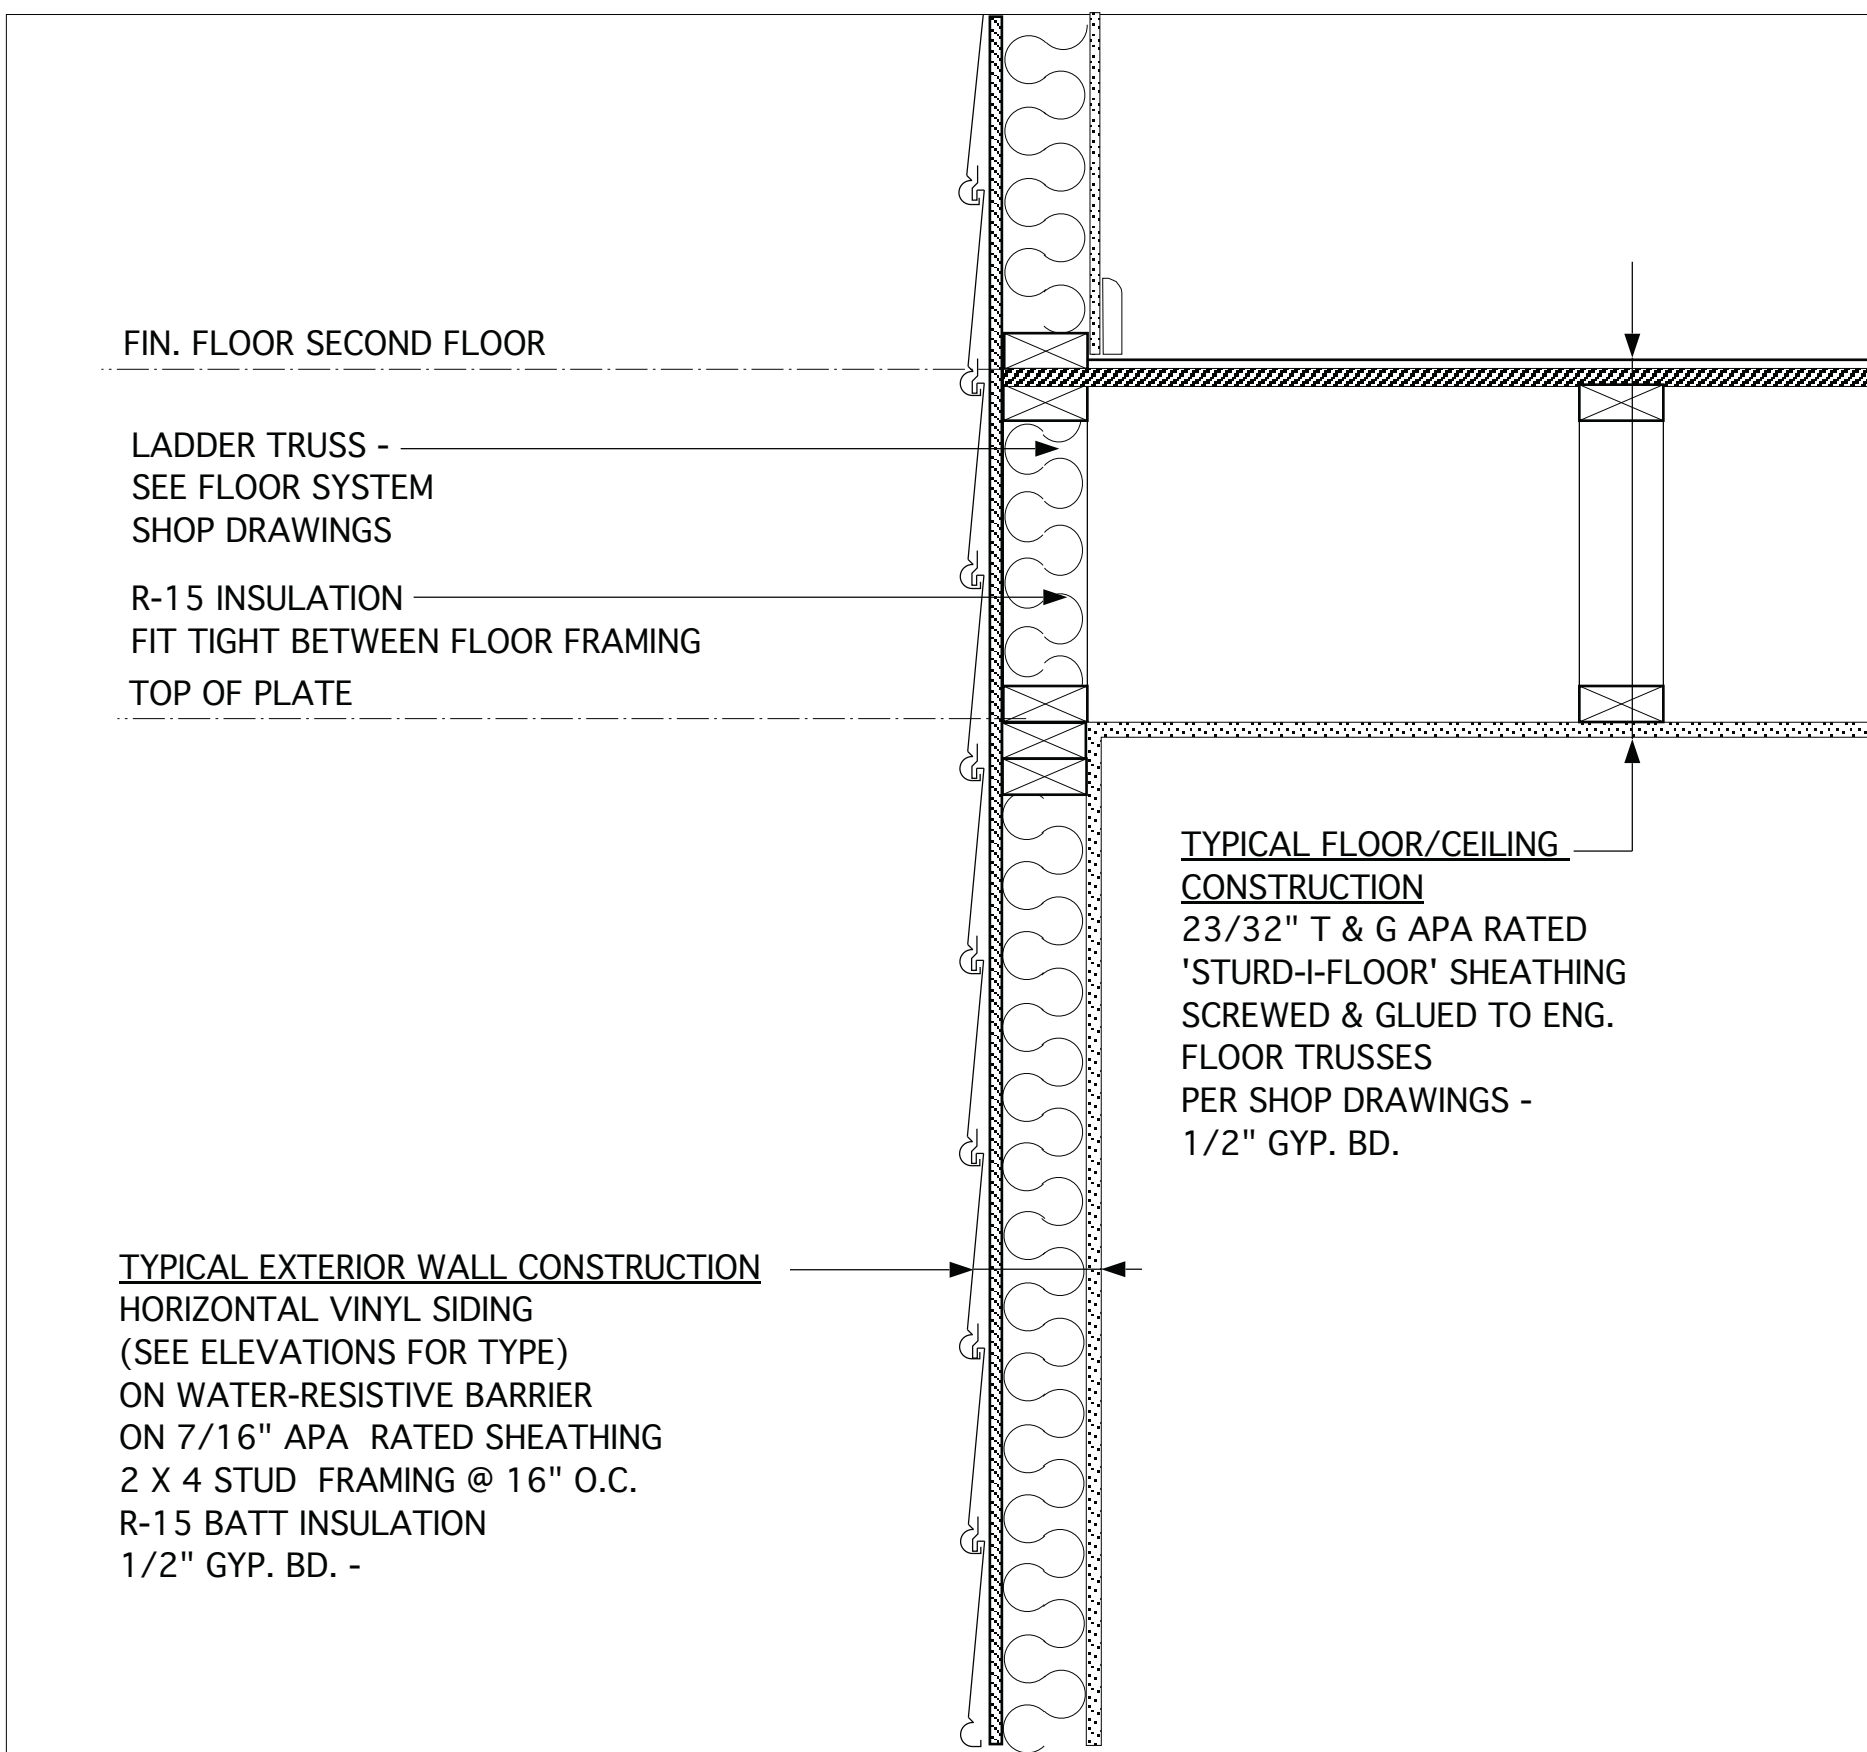 FIN. FLOOR SECOND FLOOR
LADDER TRUSS -
SEE FLOOR SYSTEM
SHOP DRAWINGS
R-15 INSULATION
FIT TIGHT BETWEEN FLOOR FRAMING
TOP OF PLATE
TYPICAL FLOOR/CEILING
CONSTRUCTION
23/32" T & G APA RATED
'STURD-I-FLOOR' SHEATHING
SCREWED & GLUED TO ENG.
FLOOR TRUSSES
PER SHOP DRAWINGS -
1/2" GYP. BD.
TYPICAL EXTERIOR WALL CONSTRUCTION
HORIZONTAL VINYL SIDING
(SEE ELEVATIONS FOR TYPE)
ON WATER-RESISTIVE BARRIER
ON 7/16" APA  RATED SHEATHING
2 X 4 STUD  FRAMING @ 16" O.C.
R-15 BATT INSULATION
1/2" GYP. BD. -